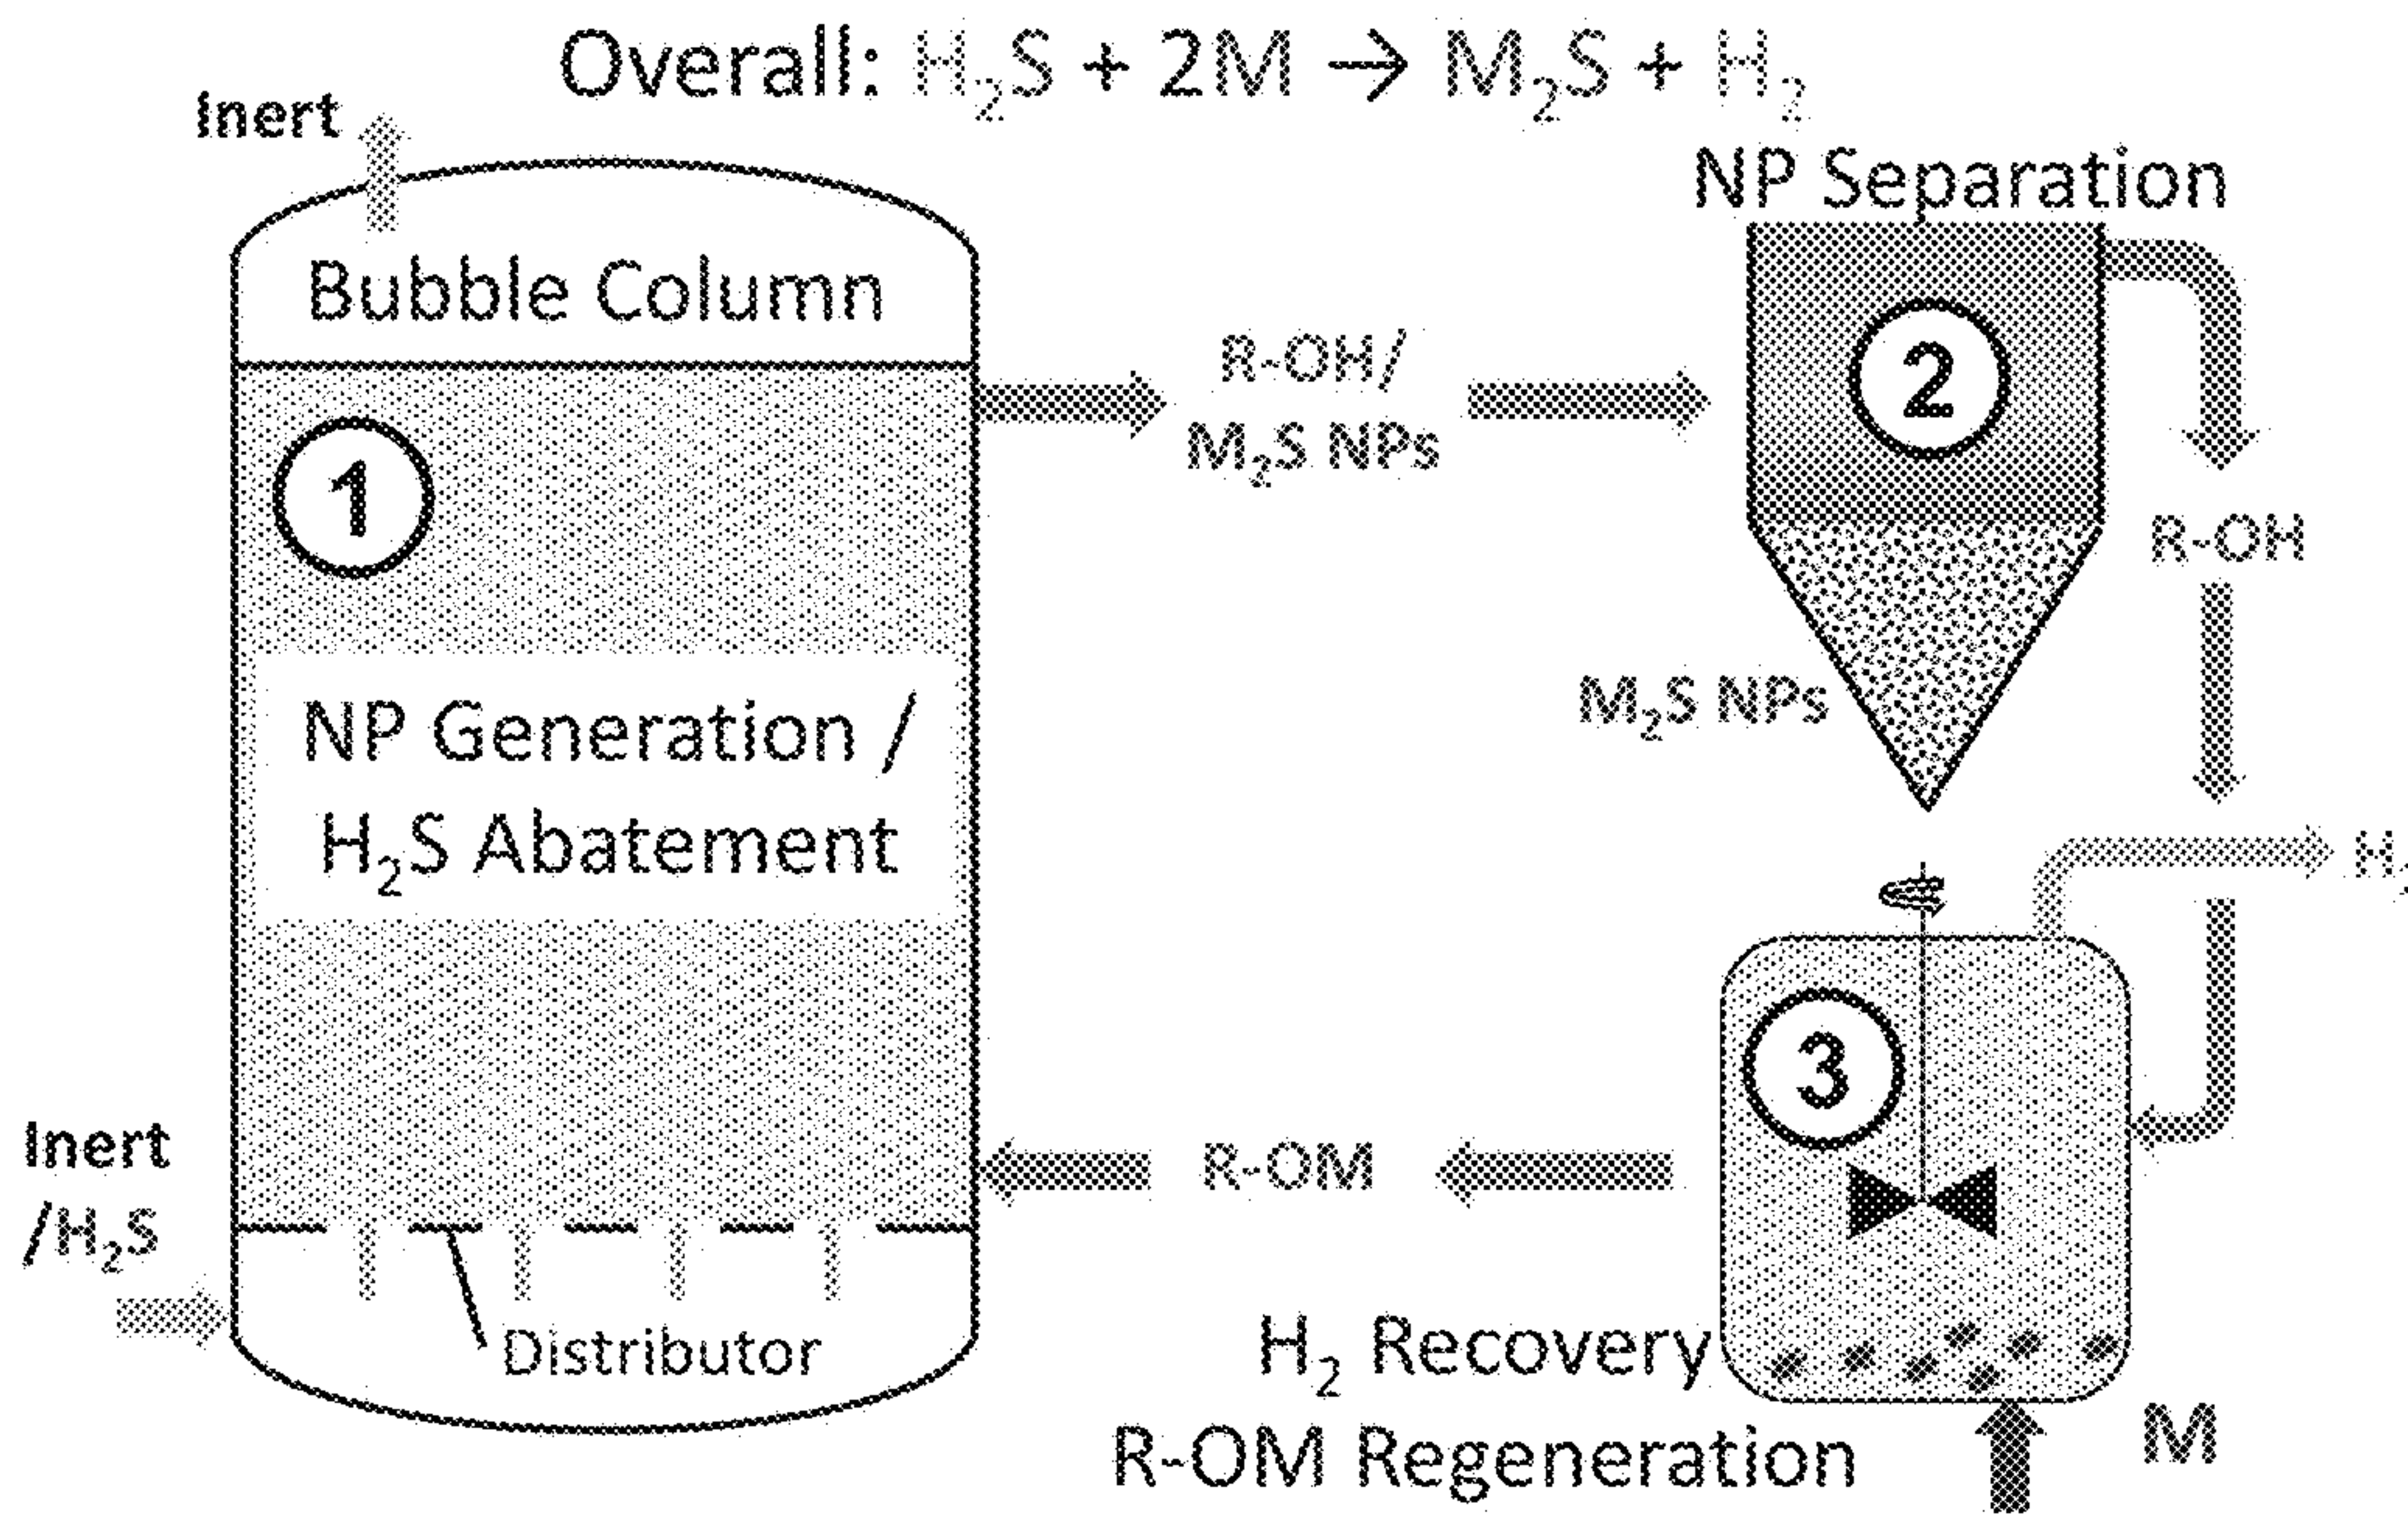 Overall: H₂S + 2M → M₂S + H₂
Inert
NP Separation
Bubble Column
R-OH/
M₂S NPs
1
2
R-OH
NP Generation /
H₂S Abatement
M₂S NPs
H₂
3
Inert
/H₂S
R-OM
Distributor
H₂ Recovery
R-OM Regeneration
M